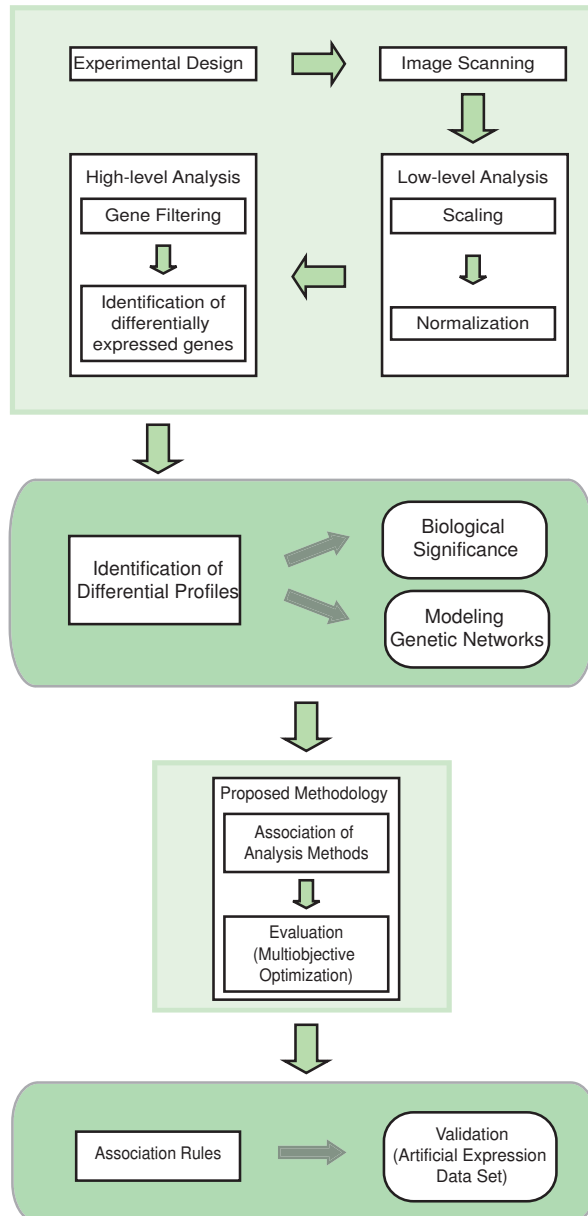 Experimental Design
Image Scanning
High-level Analysis
Gene Filtering
Identification of
differentially
expressed genes
Low-level Analysis
Scaling
Normalization
Identification of
Differential Profiles
Biological
Significance
Modeling
Genetic Networks
Proposed Methodology
Association of
Analysis Methods
Evaluation
(Multiobjective
Optimization)
Association Rules
Validation
(Artificial Expression
Data Set)